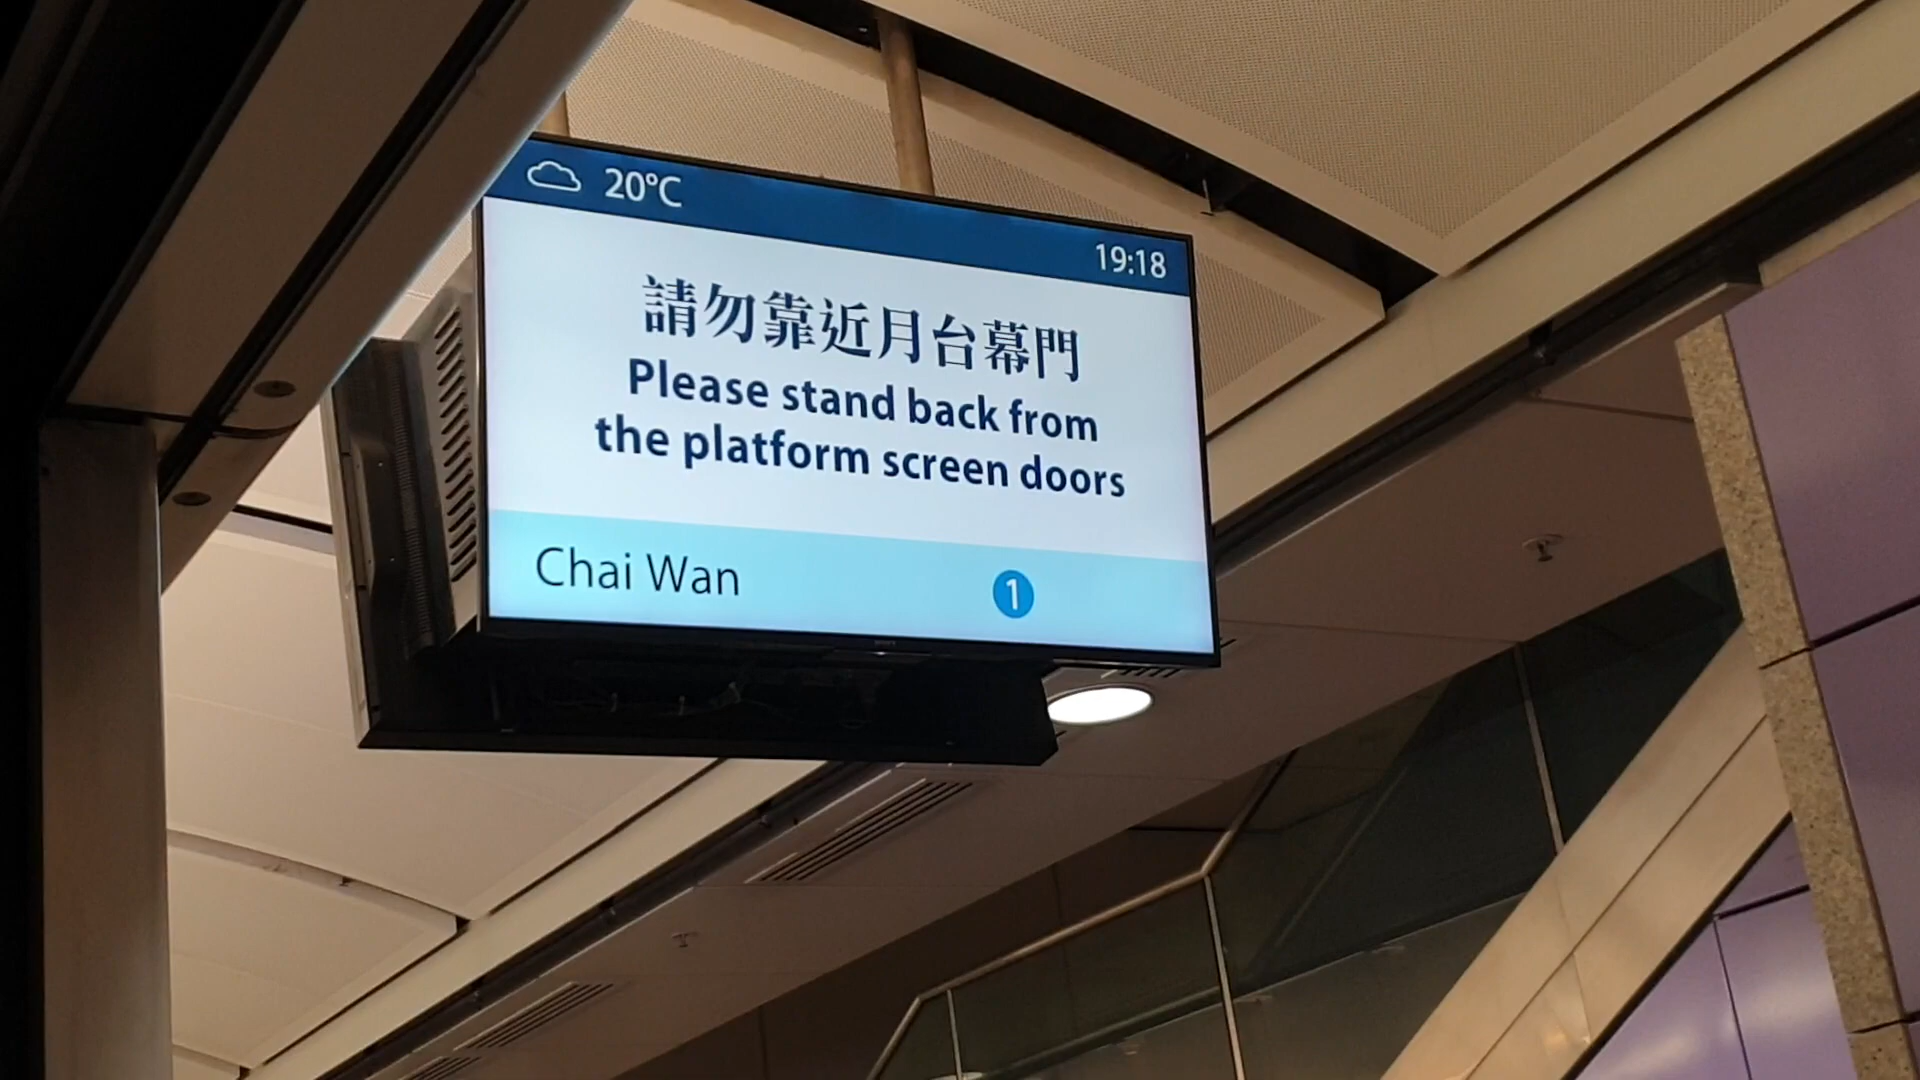 20°C
19:18
請勿靠近月台幕門
Please stand back from
the platform screen doors
Chai Wan 1